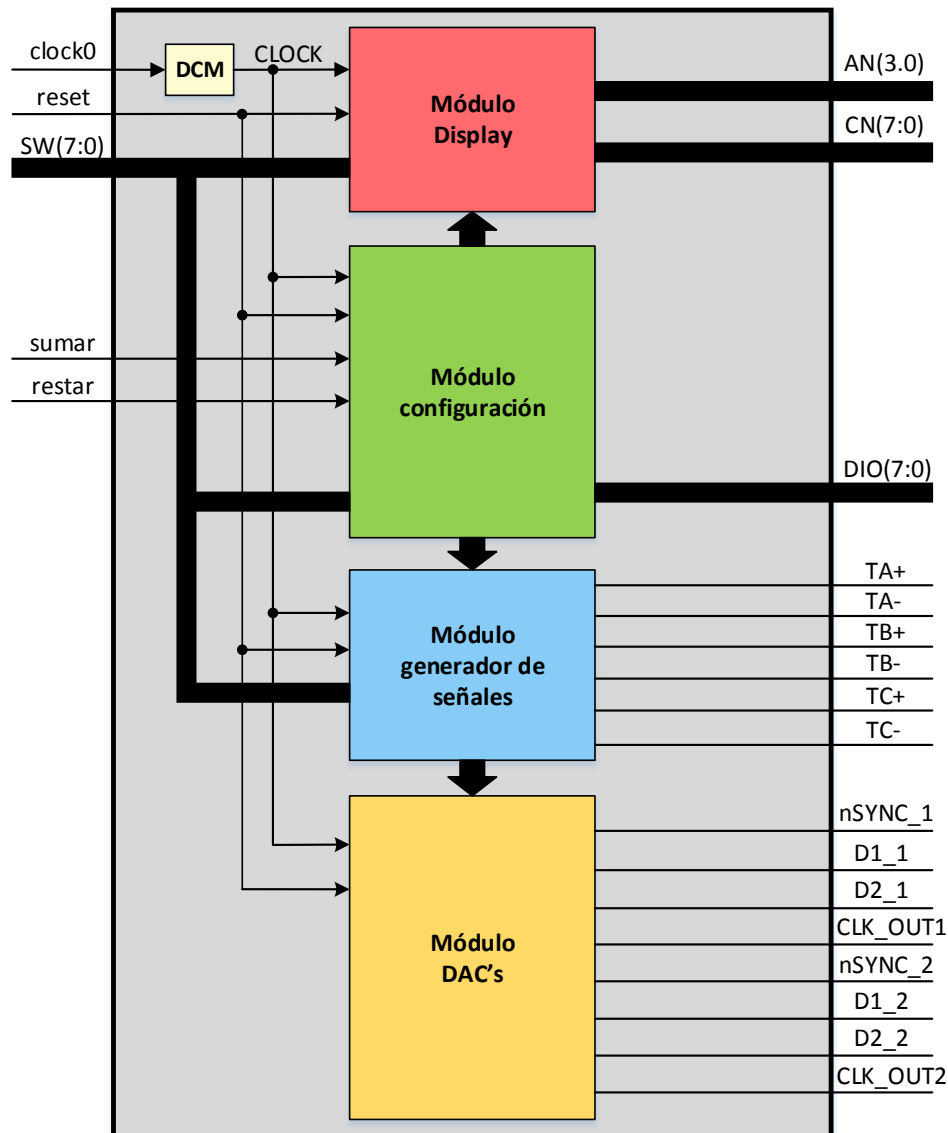 clock0
DCM
CLOCK
reset
SW(7:0)
Módulo
Display
AN(3.0)
CN(7:0)
sumar
restar
Módulo
configuración
DIO(7:0)
Módulo
generador de
señales
TA+
TA-
TB+
TB-
TC+
TC-
Módulo
DAC's
nSYNC_1
D1_1
D2_1
CLK_OUT1
nSYNC_2
D1_2
D2_2
CLK_OUT2